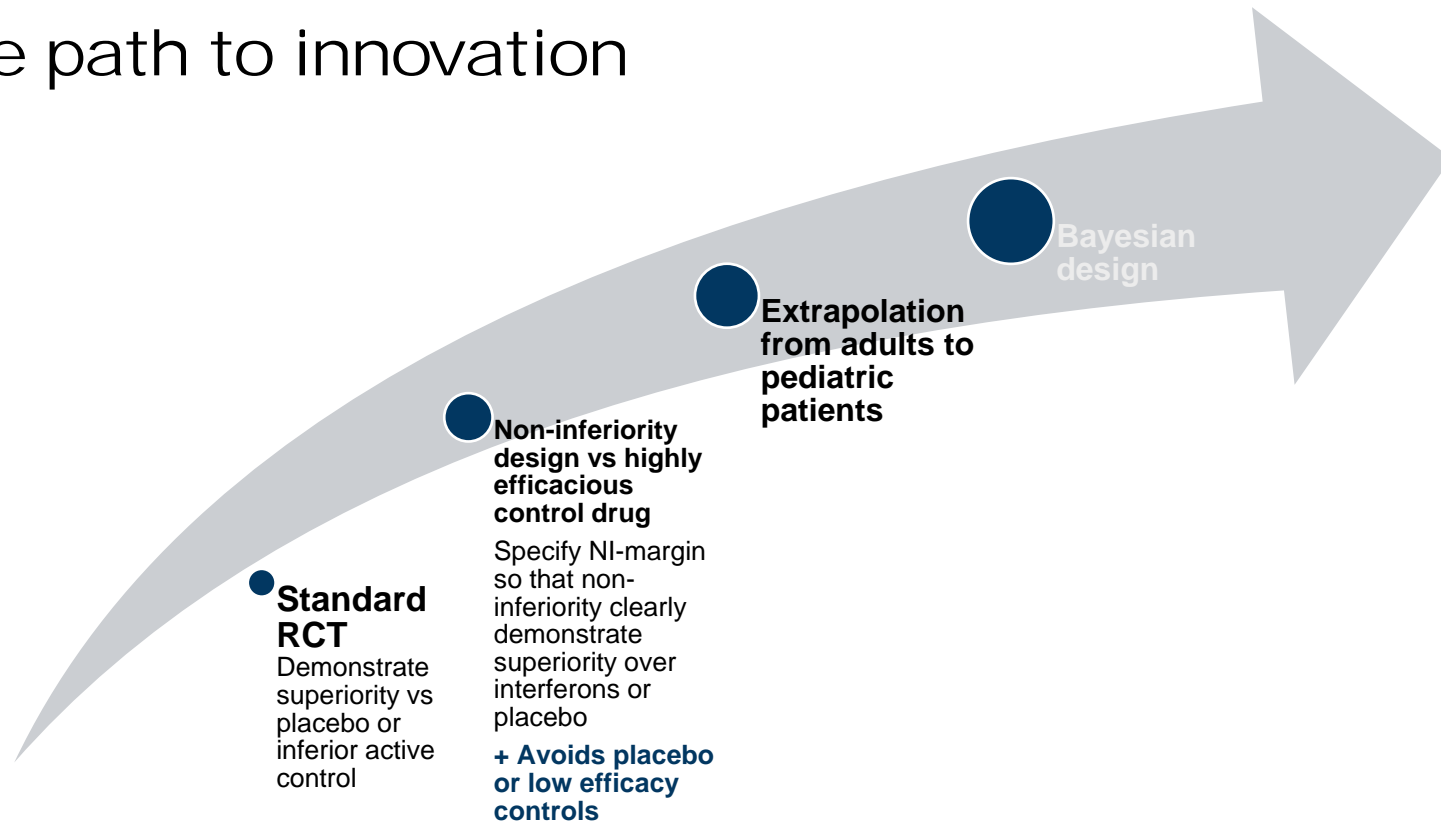 e path to innovation
Bayesian
design
Extrapolation
from adults to
pediatric
patients
Non-inferiority
design vs highly
efficacious
control drug
Specify NI-margin
so that non-
inferiority clearly
demonstrate
superiority over
interferons or
placebo
+ Avoids placebo
or low efficacy
controls
Standard
RCT
Demonstrate
superiority vs
placebo or
inferior active
control